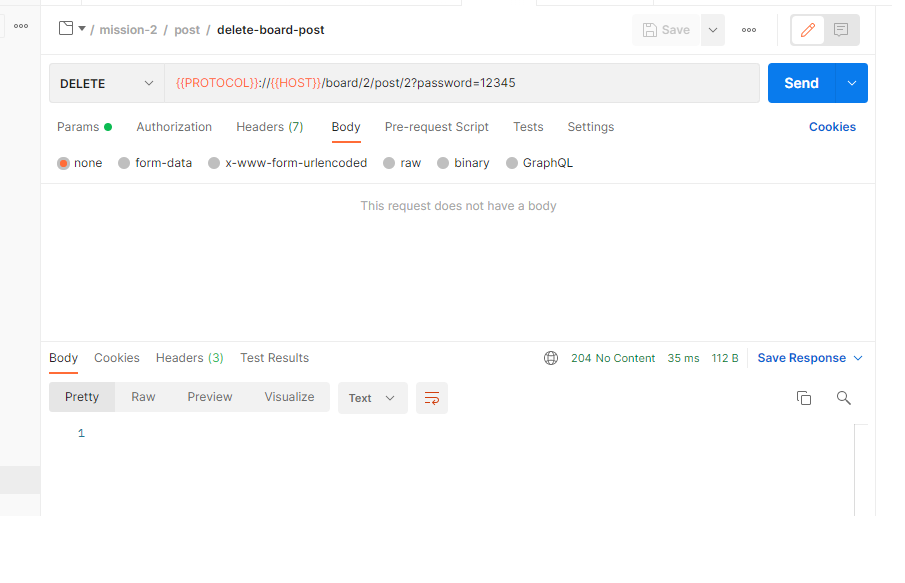 / mission-2 / post / delete-board-post
Save
DELETE
{{PROTOCOL}}://{{HOST}}/board/2/post/2?password=12345
Send
Params Authorization Headers (7) Body Pre-request Script Tests Settings Cookies
none form-data x-www-form-urlencoded raw binary GraphQL
This request does not have a body
Body Cookies Headers (3) Test Results 204 No Content 35 ms 112 B Save Response
Pretty Raw Preview Visualize Text
1